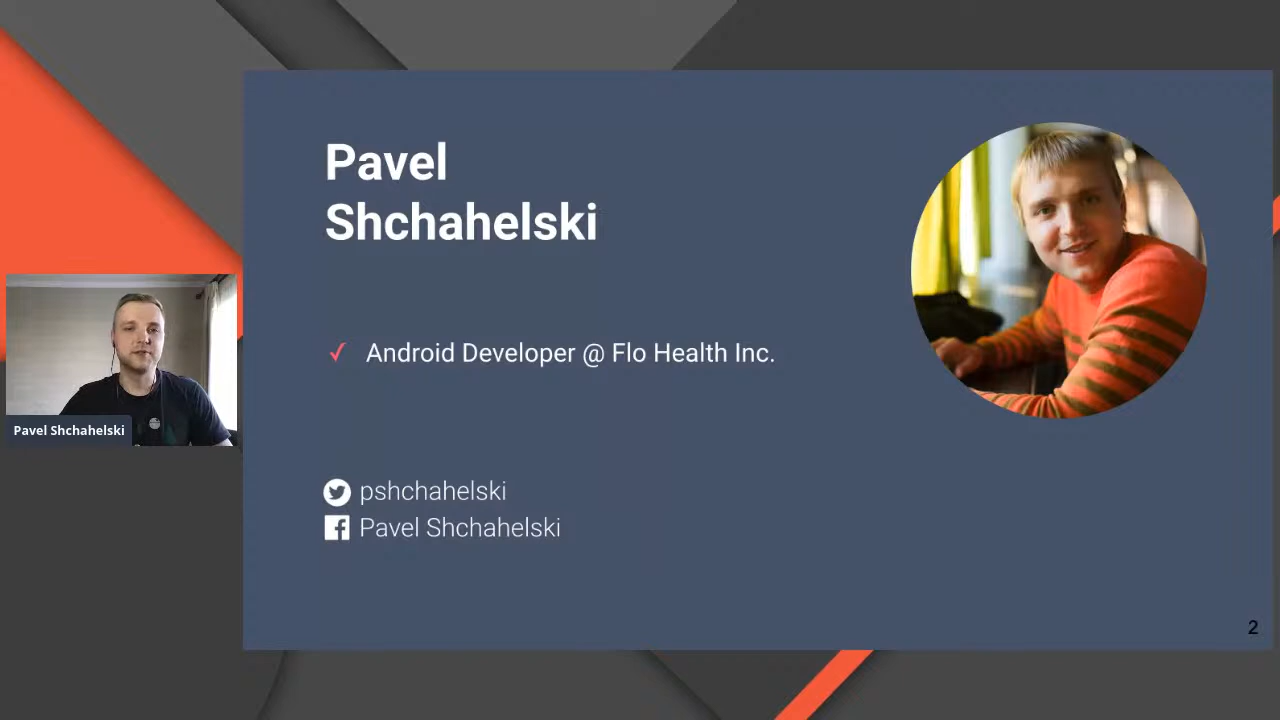 Pavel
Shchahelski
Android Developer @ Flo Health Inc.
Pavel Shchahelski
pshchahelski
Pavel Shchahelski
2